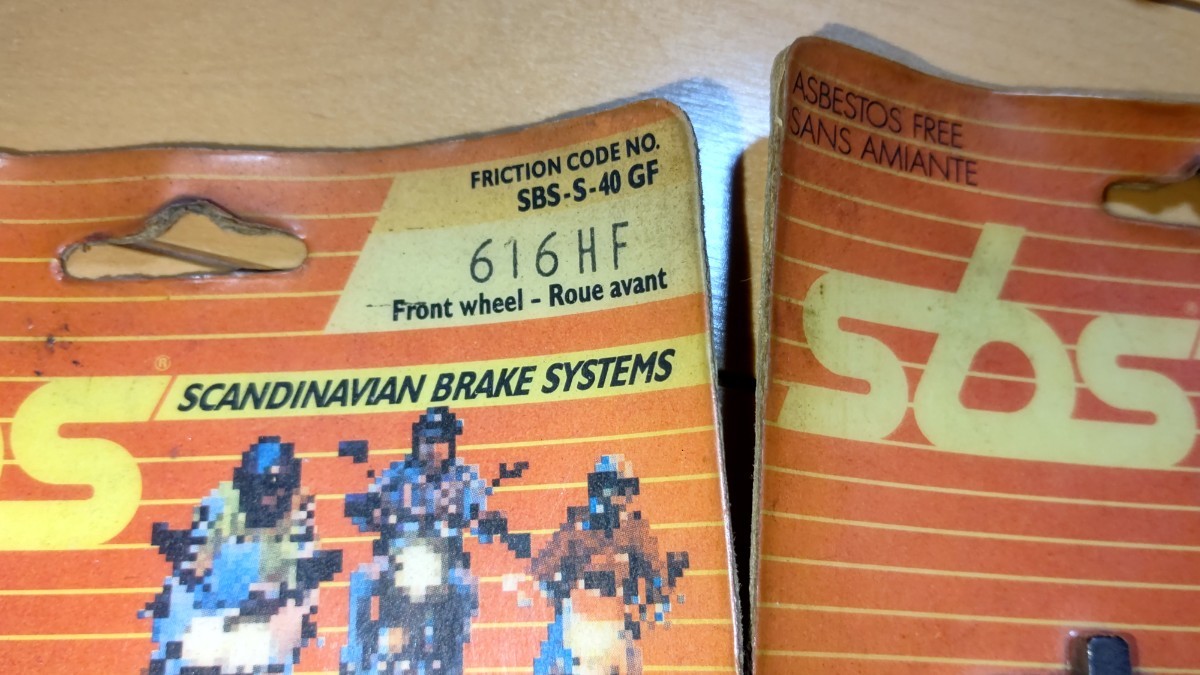 FRICTION CODE NO.
SBS-S-40 GF
616HF
Front wheel - Roue avant
s®
SCANDINAVIAN BRAKE SYSTEMS
ASBESTOS FREE
SANS AMIANTE
sbs